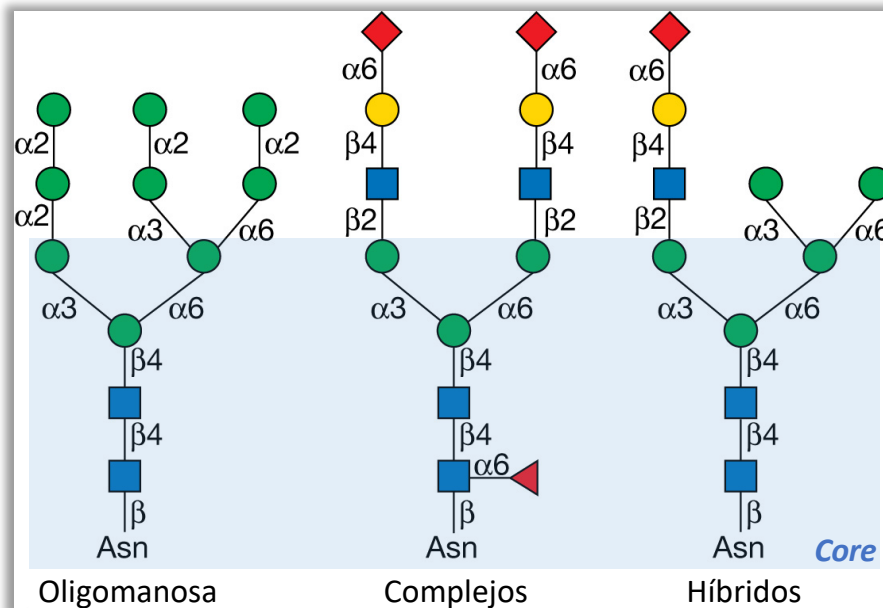 α6 α6 α6
α2 α2 α2 β4 β4 β4
α2 α3 α6 β2 β2 β2 α3 α6
α3 α6 α3 α6 α3 α6
β4 β4 β4
β4 β4 α6 β4
β β β
Asn Asn Asn Core
Oligomanosa Complejos Híbridos